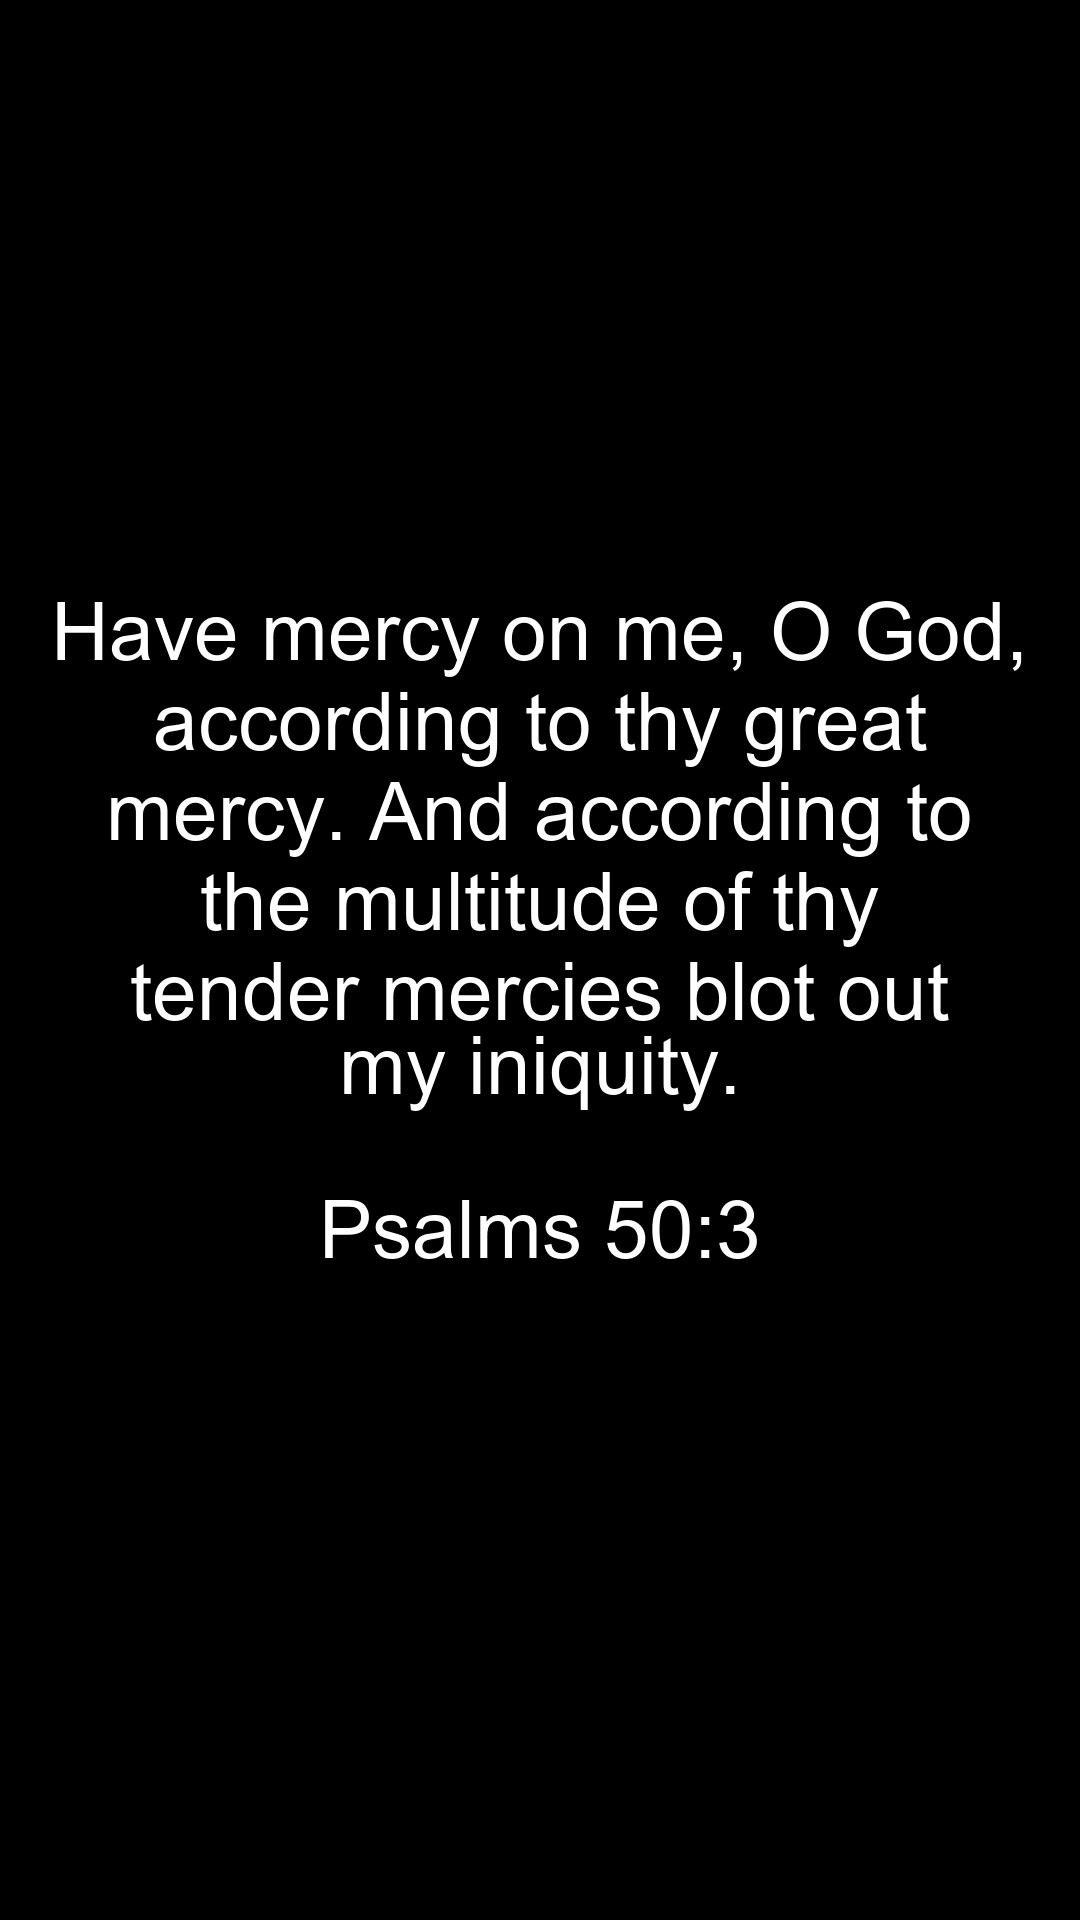 Have mercy on me, O God,
according to thy great
mercy. And according to
the multitude of thy
tender mercies blot out
my iniquity.
Psalms 50:3